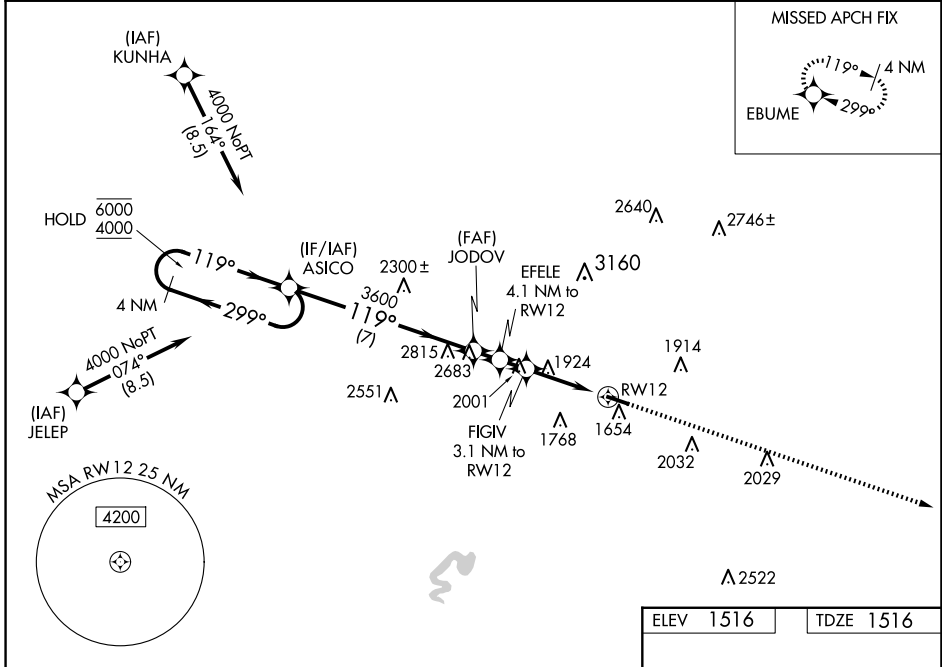 MISSED APCH FIX
119°
4 NM
EBUME
299°
(IAF)
KUNHA
4000 NoPT
164°
(8.5)
HOLD
6000
4000
119°
4 NM
299°
(IF/IAF)
ASICO
2300 ±
3600
119°
(7)
(FAF)
JODOV
EFELE
4.1 NM to
RW12
2640
2746±
3160
4000 NoPT
074°
(8.5)
(IAF)
JELEP
2815
2683
2551
2001
1924
FIGIV
3.1 NM to
RW12
1768
RW12
1654
1914
2032
2029
2522
MSA RW12 25 NM
4200
ELEV 1516
TDZE 1516